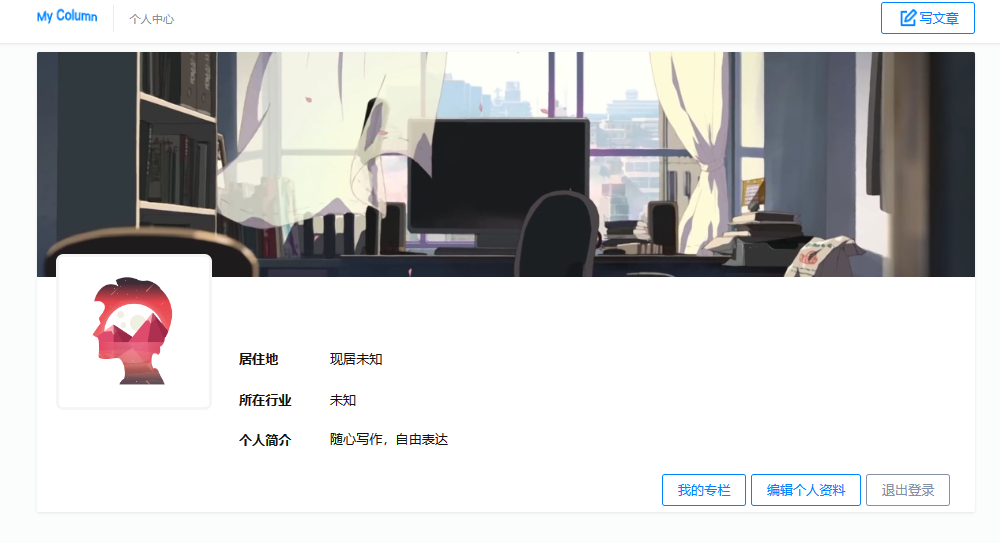 My Column
个人中心
写文章
居住地 现居未知
所在行业 未知
个人简介 随心写作，自由表达
我的专栏 编辑个人资料 退出登录